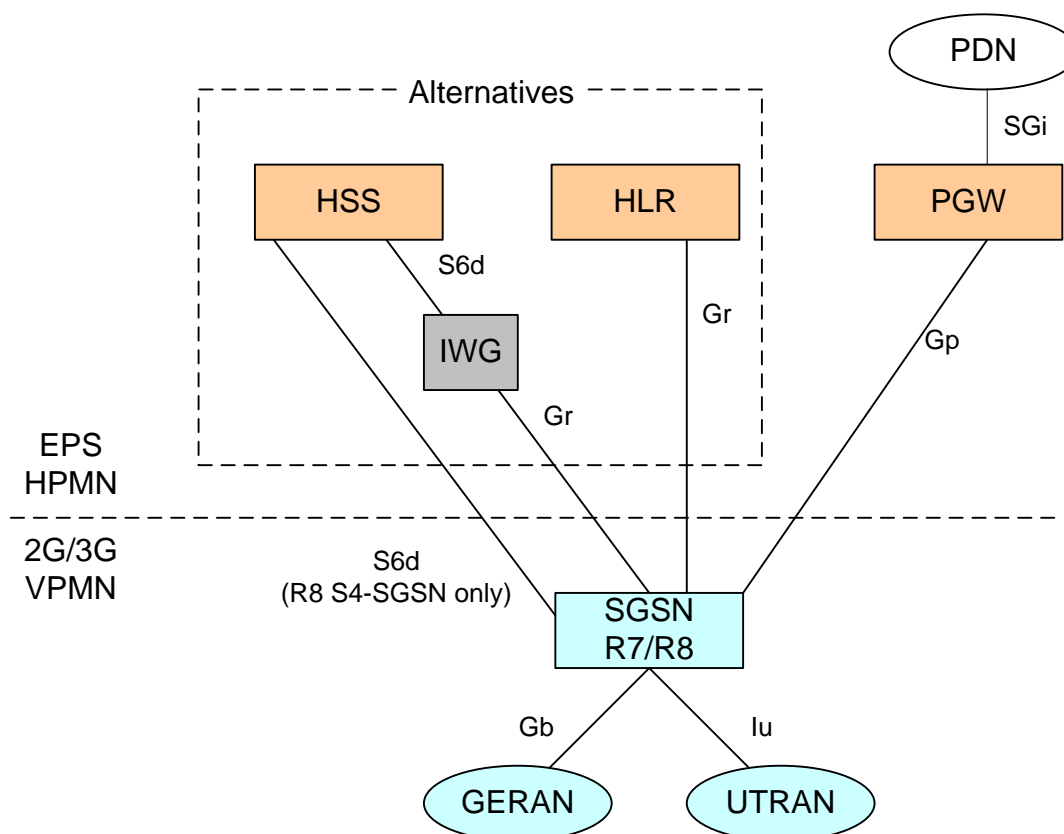 PDN
Alternatives
SGi
HSS
HLR
PGW
S6d
Gr
IWG
Gp
Gr
EPS
HPMN
2G/3G
VPMN
S6d
(R8 S4-SGSN only)
SGSN
R7/R8
Gb
Iu
GERAN
UTRAN